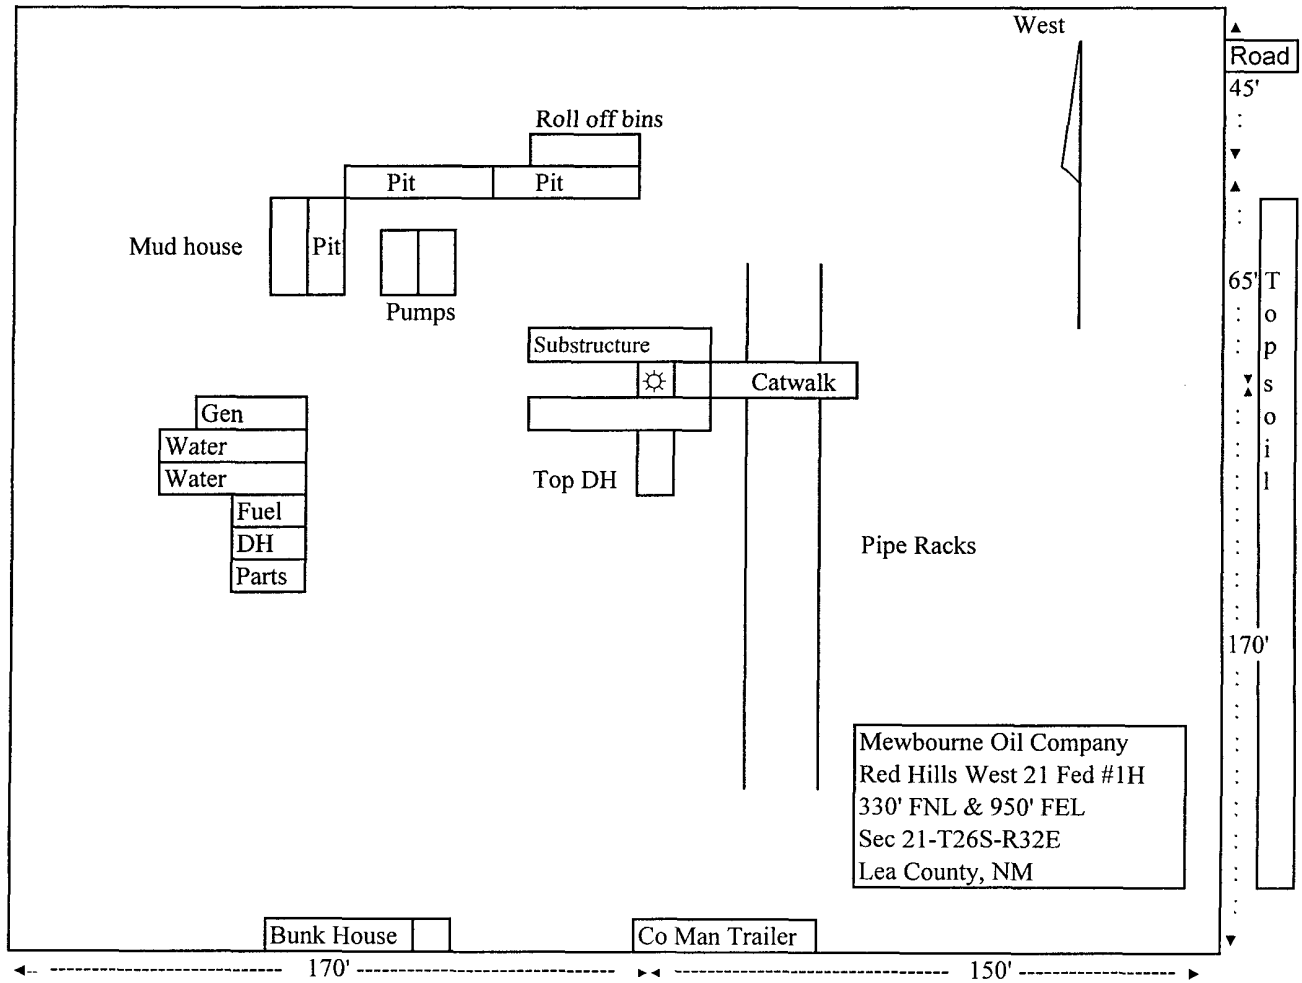 West
Road
45'
Roll off bins
Pit
Pit
Mud house
Pit
Pumps
65'
Topsoil
Substructure
Catwalk
Gen
Water
Water
Fuel
DH
Parts
Top DH
Pipe Racks
170'
Mewbourne Oil Company
Red Hills West 21 Fed #1H
330' FNL & 950' FEL
Sec 21-T26S-R32E
Lea County, NM
Bunk House
Co Man Trailer
170'
150'